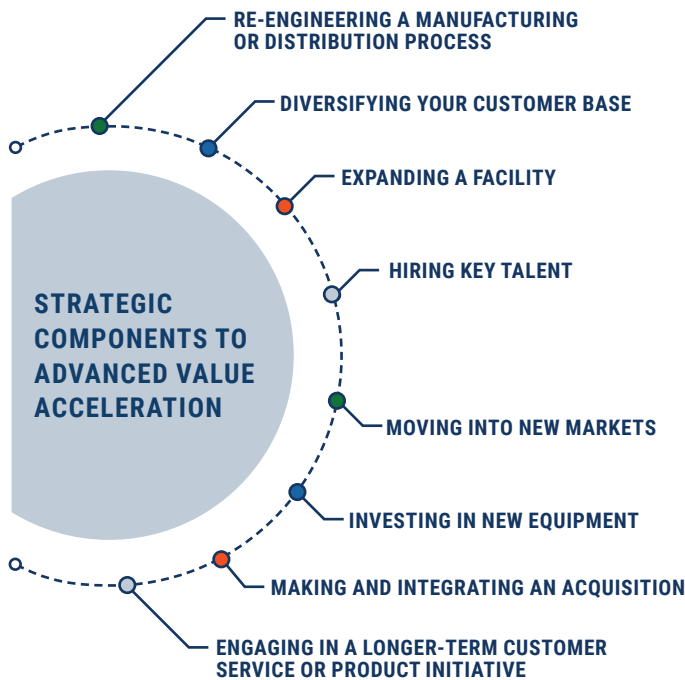 RE-ENGINEERING A MANUFACTURING
OR DISTRIBUTION PROCESS
DIVERSIFYING YOUR CUSTOMER BASE
EXPANDING A FACILITY
HIRING KEY TALENT
STRATEGIC
COMPONENTS TO
ADVANCED VALUE
ACCELERATION
MOVING INTO NEW MARKETS
INVESTING IN NEW EQUIPMENT
MAKING AND INTEGRATING AN ACQUISITION
ENGAGING IN A LONGER-TERM CUSTOMER
SERVICE OR PRODUCT INITIATIVE